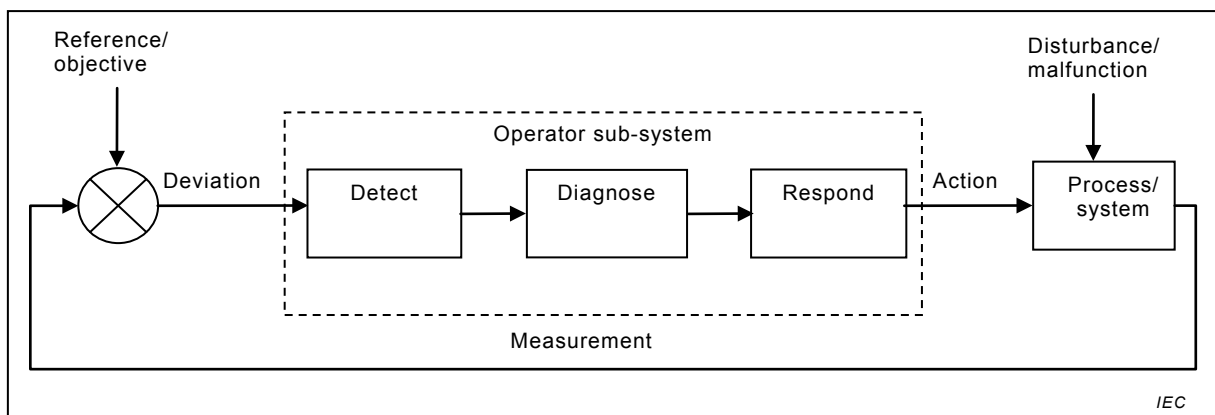 Reference/
objective
Disturbance/
malfunction
Operator sub-system
Deviation
Detect
Diagnose
Respond
Action
Process/
system
Measurement
IEC